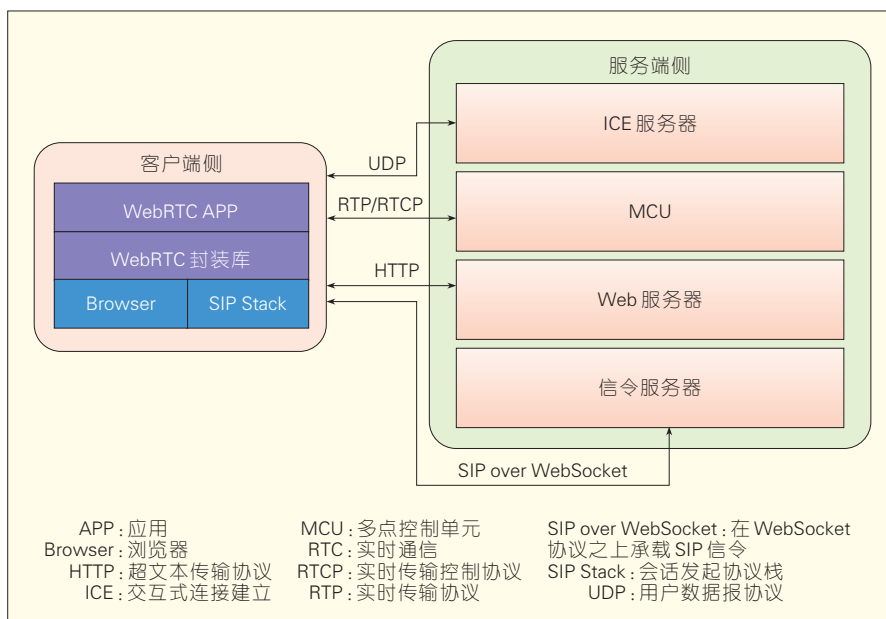 服务端侧
ICE 服务器
客户端侧
UDP
WebRTC APP
RTP/RTCP
MCU
WebRTC 封装库
HTTP
Browser
SIP Stack
Web 服务器
信令服务器
SIP over WebSocket
APP：应用
Browser：浏览器
HTTP：超文本传输协议
ICE：交互式连接建立
MCU：多点控制单元
RTC：实时通信
RTCP：实时传输控制协议
RTP：实时传输协议
SIP over WebSocket：在 WebSocket
协议之上承载 SIP 信令
SIP Stack：会话发起协议栈
UDP：用户数据报协议